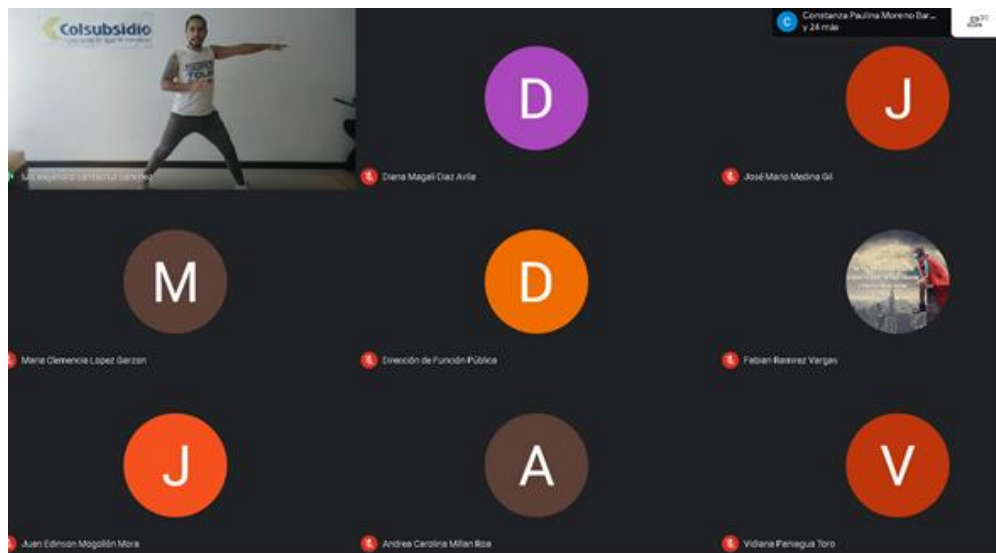 Colsubsidio
Constanza Paulina Moreno Bar...
y 24 más
C
D
J
Diana Magali Diaz Avila
José Mario Medina Gil
M
D
Maria Clemencia Lopez Garzon
Dirección de Función Pública
Fabian Ramirez Vargas
J
A
V
Juan Edinson Mogollón Mora
Andrea Carolina Millan Roa
Vidiana Paniagua Toro